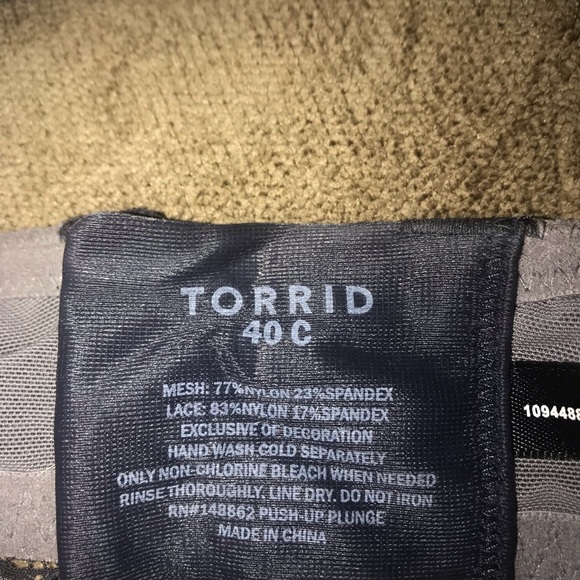 TORRID
40 C
MESH: 77%NYLON 23%SPANDEX
LACE: 83%NYLON 17%SPANDEX
EXCLUSIVE OF DECORATION
HAND WASH COLD SEPARATELY
ONLY NON-CHLORINE BLEACH WHEN NEEDED
RINSE THOROUGHLY. LINE DRY. DO NOT IRON
RN#148862 PUSH-UP PLUNGE
MADE IN CHINA
109448